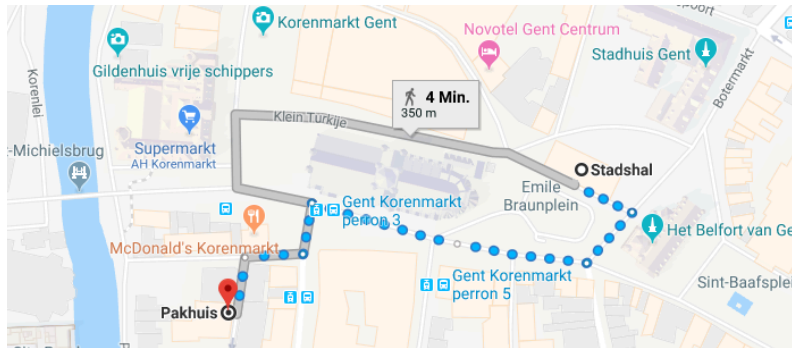 Korenmarkt Gent
Novotel Gent Centrum
Stadhuis Gent
Botermarkt
Gildenhuis vrije schippers
Korenlei
4 Min.
350 m
Klein Turkije
Supermarkt
AH Korenmarkt
t-Michielsbrug
Stadshal
Emile
Braunplein
Gent Korenmarkt
perron 3
Het Belfort van Ge
McDonald's Korenmarkt
Gent Korenmarkt
perron 5
Sint-Baafsplein
Pakhuis